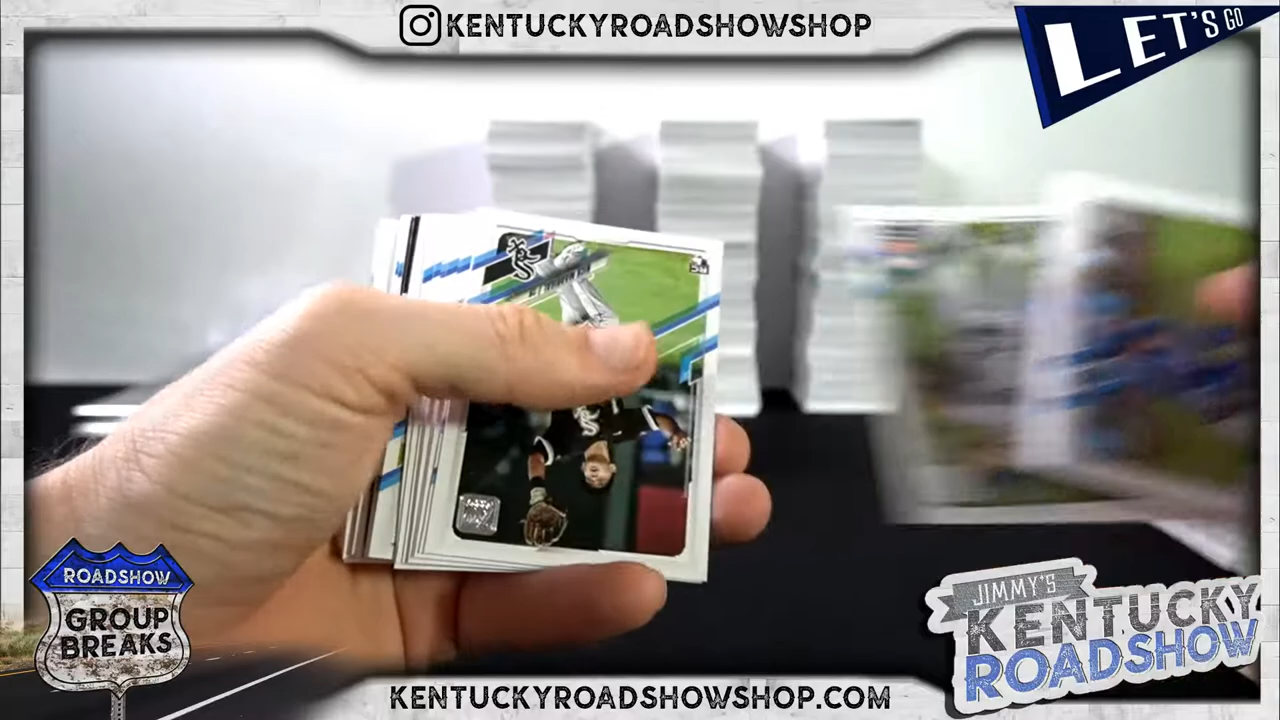 KENTUCKYROADSHOWSHOP
LET'S GO
ROADSHOW
GROUP
BREAKS
JIMMY'S
KENTUCKY
ROADSHOW
KENTUCKYROADSHOWSHOP.COM